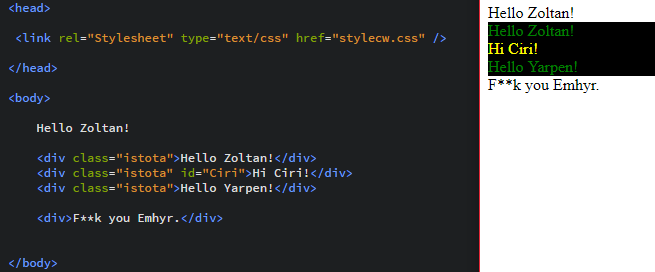 <head>
<link rel="Stylesheet" type="text/css" href="stylecw.css" />
</head>
<body>
Hello Zoltan!
<div class="istota">Hello Zoltan!</div>
<div class="istota" id="Ciri">Hi Ciri!</div>
<div class="istota">Hello Yarpen!</div>
<div>F**k you Emhyr.</div>
</body>
Hello Zoltan!
Hello Zoltan!
Hi Ciri!
Hello Yarpen!
F**k you Emhyr.